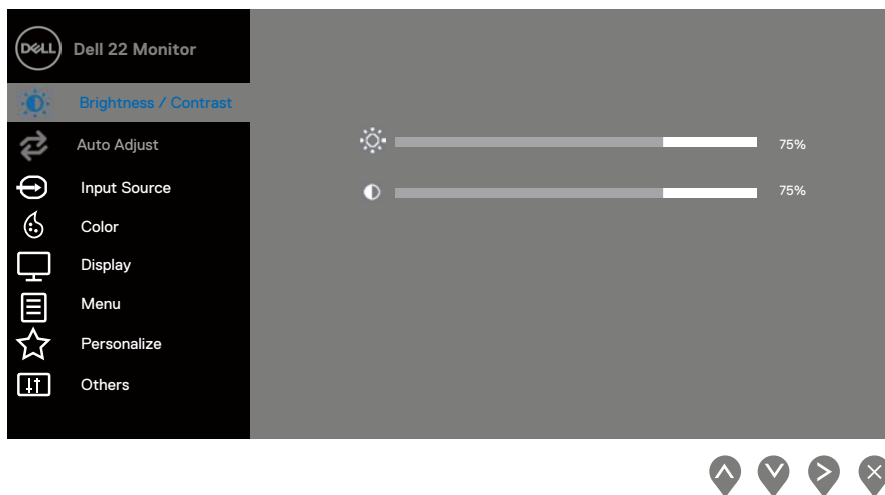 DELL Dell 22 Monitor
Brightness / Contrast
Auto Adjust
75%
Input Source
75%
Color
Display
Menu
Personalize
Others